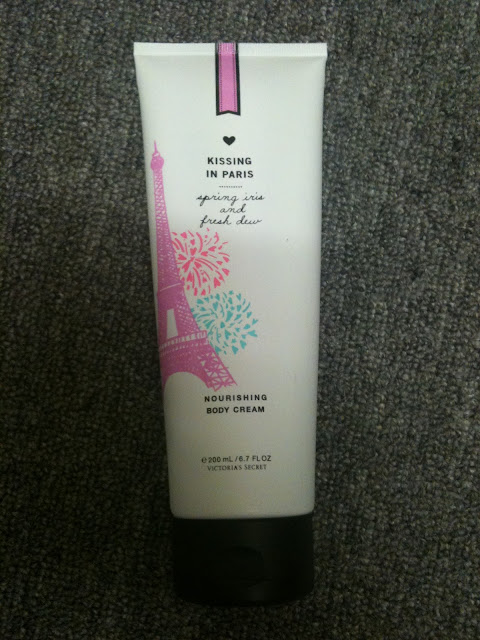 KISSING
IN PARIS
spring iris
and
fresh dew
NOURISHING
BODY CREAM
℮ 200 mL / 6.7 FL OZ
VICTORIA'S SECRET